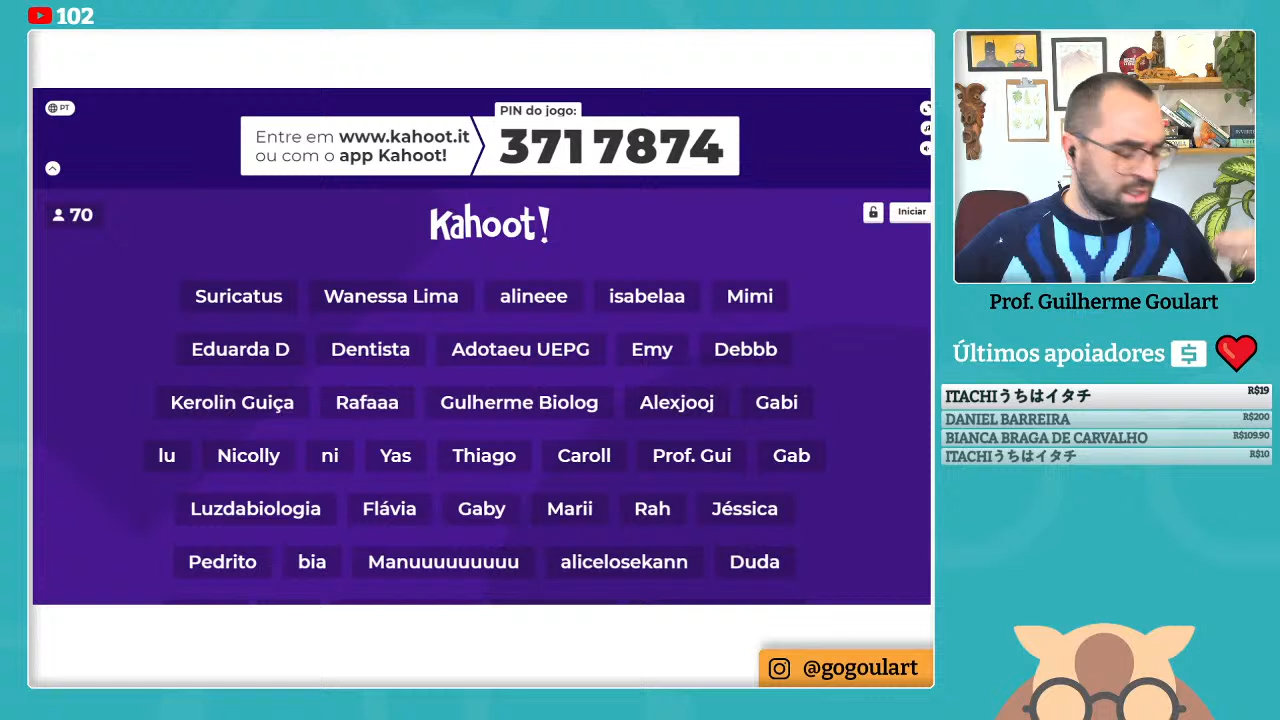 102
PT
PIN do jogo:
Entre em www.kahoot.it
ou com o app Kahoot!
371 7874
70
Kahoot!
Iniciar
Suricatus Wanessa Lima alineee isabelaa Mimi
Eduarda D Dentista Adotaeu UEPG Emy Debbb
Kerolin Guiça Rafaaa Gulherme Biolog Alexjooj Gabi
lu Nicolly ni Yas Thiago Caroll Prof. Gui Gab
Luzdabiologia Flávia Gaby Marii Rah Jéssica
Pedrito bia Manuuuuuuuuu alicelosekann Duda
@gogoulart
Prof. Guilherme Goulart
Últimos apoiadores
ITACHIうちはイタチ R$19
DANIEL BARREIRA R$200
BIANCA BRAGA DE CARVALHO R$109.90
ITACHIうちはイタチ R$10